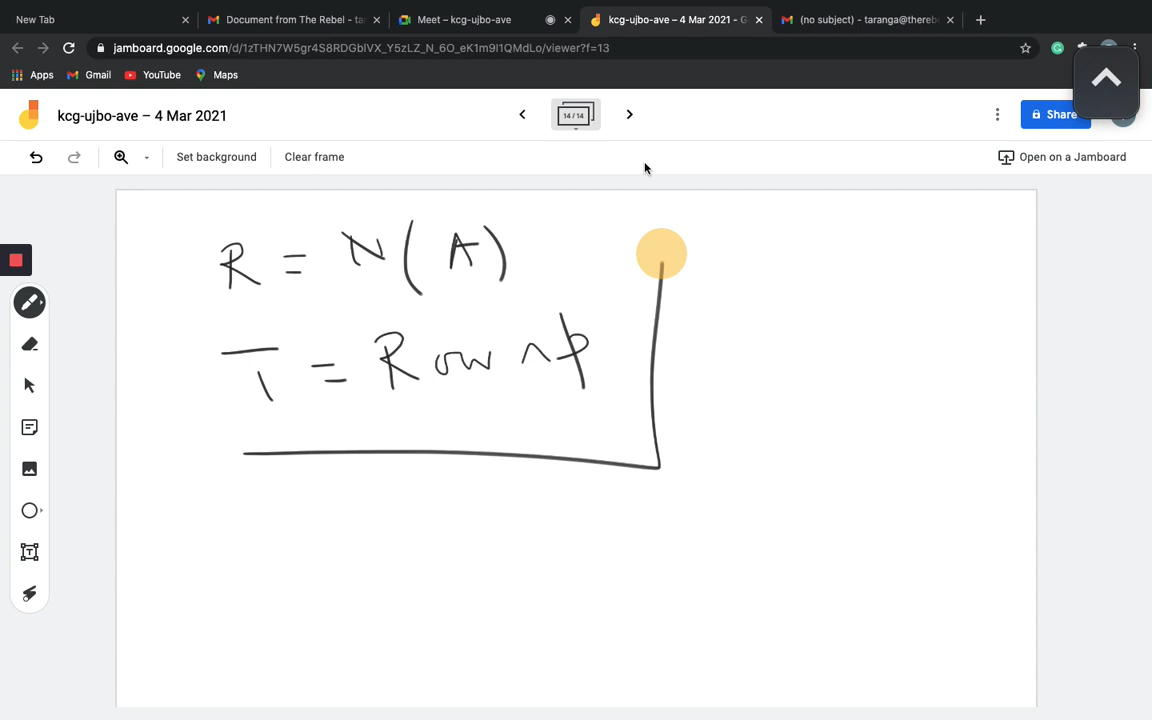 New Tab
Document from The Rebel - ta
Meet – kcg-ujbo-ave
kcg-ujbo-ave – 4 Mar 2021 - G
(no subject) - taranga@thereb
jamboard.google.com/d/1zTHN7W5gr4S8RDGbIVX_Y5zLZ_N_6O_eK1m9I1QMdLo/viewer?f=13
Apps
Gmail
YouTube
Maps
kcg-ujbo-ave – 4 Mar 2021
14 / 14
Share
Set background
Clear frame
Open on a Jamboard
R = N ( A )
T = Row